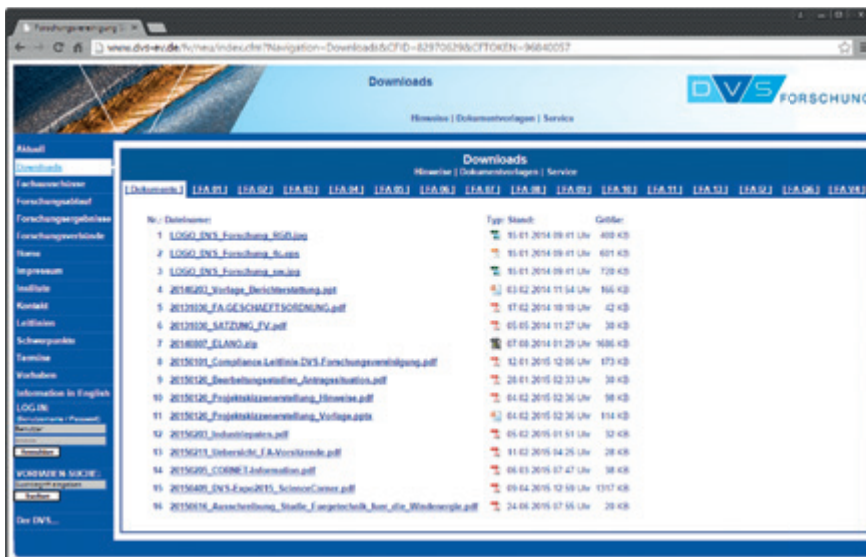 Forschungsvereinigung
www.dvs-ev.de/fv/neu/index.cfm?Navigation=Downloads&CFID=82970629&CFTOKEN=96840057
Downloads
Hinweise | Dokumentvorlagen | Service
DVS FORSCHUNG
Aktuell
Downloads
Fachausschüsse
Forschungsablauf
Forschungsergebnisse
Forschungsverbünde
Home
Impressum
Institute
Kontakt
Leitlinien
Schwerpunkte
Termine
Vorhaben
Information in English
LOG-IN:
(Benutzername / Passwort)
Benutzer
Anmelden
VORHABEN-SUCHE:
Suchbegriff eingeben
Suchen
Der DVS...
Downloads
Hinweise | Dokumentvorlagen | Service
[Dokumente] [FA 01] [FA 02] [FA 03] [FA 04] [FA 05] [FA 06] [FA 07] [FA 08] [FA 09] [FA 10] [FA 11] [FA 13] [FA I2] [FA Q6] [FA V4]
Nr.: Dateiname: Typ: Stand: Größe:
1 LOGO_DVS_Forschung_RGB.jpg 15.01.2014 09:41 Uhr 400 KB
2 LOGO_DVS_Forschung_4c.eps 15.01.2014 09:41 Uhr 601 KB
3 LOGO_DVS_Forschung_sw.jpg 15.01.2014 09:41 Uhr 720 KB
4 20140203_Vorlage_Berichterstattung.ppt 03.02.2014 11:54 Uhr 166 KB
5 20131030_FA-GESCHAEFTSORDNUNG.pdf 17.02.2014 10:10 Uhr 42 KB
6 20131030_SATZUNG_FV.pdf 05.05.2014 11:27 Uhr 30 KB
7 20140807_ELANO.zip 07.08.2014 01:29 Uhr 1686 KB
8 20150101_Compliance-Leitlinie-DVS-Forschungsvereinigung.pdf 12.01.2015 12:06 Uhr 173 KB
9 20150120_Bearbeitungsstadien_Antragssituation.pdf 20.01.2015 02:33 Uhr 30 KB
10 20150120_Projektskizzenerstellung_Hinweise.pdf 04.02.2015 02:36 Uhr 98 KB
11 20150120_Projektskizzenerstellung_Vorlage.pptx 04.02.2015 02:36 Uhr 114 KB
12 20150203_Industriepaten.pdf 05.02.2015 01:51 Uhr 32 KB
13 20150211_Uebersicht_FA-Vorsitzende.pdf 11.02.2015 04:25 Uhr 28 KB
14 20150205_CORNET-Information.pdf 06.03.2015 07:47 Uhr 38 KB
15 20150409_DVS-Expo2015_ScienceCorner.pdf 09.04.2015 12:59 Uhr 1317 KB
16 20150616_Ausschreibung_Studie_Fuegetechnik_fuer_die_Windenergie.pdf 24.06.2015 07:55 Uhr 20 KB